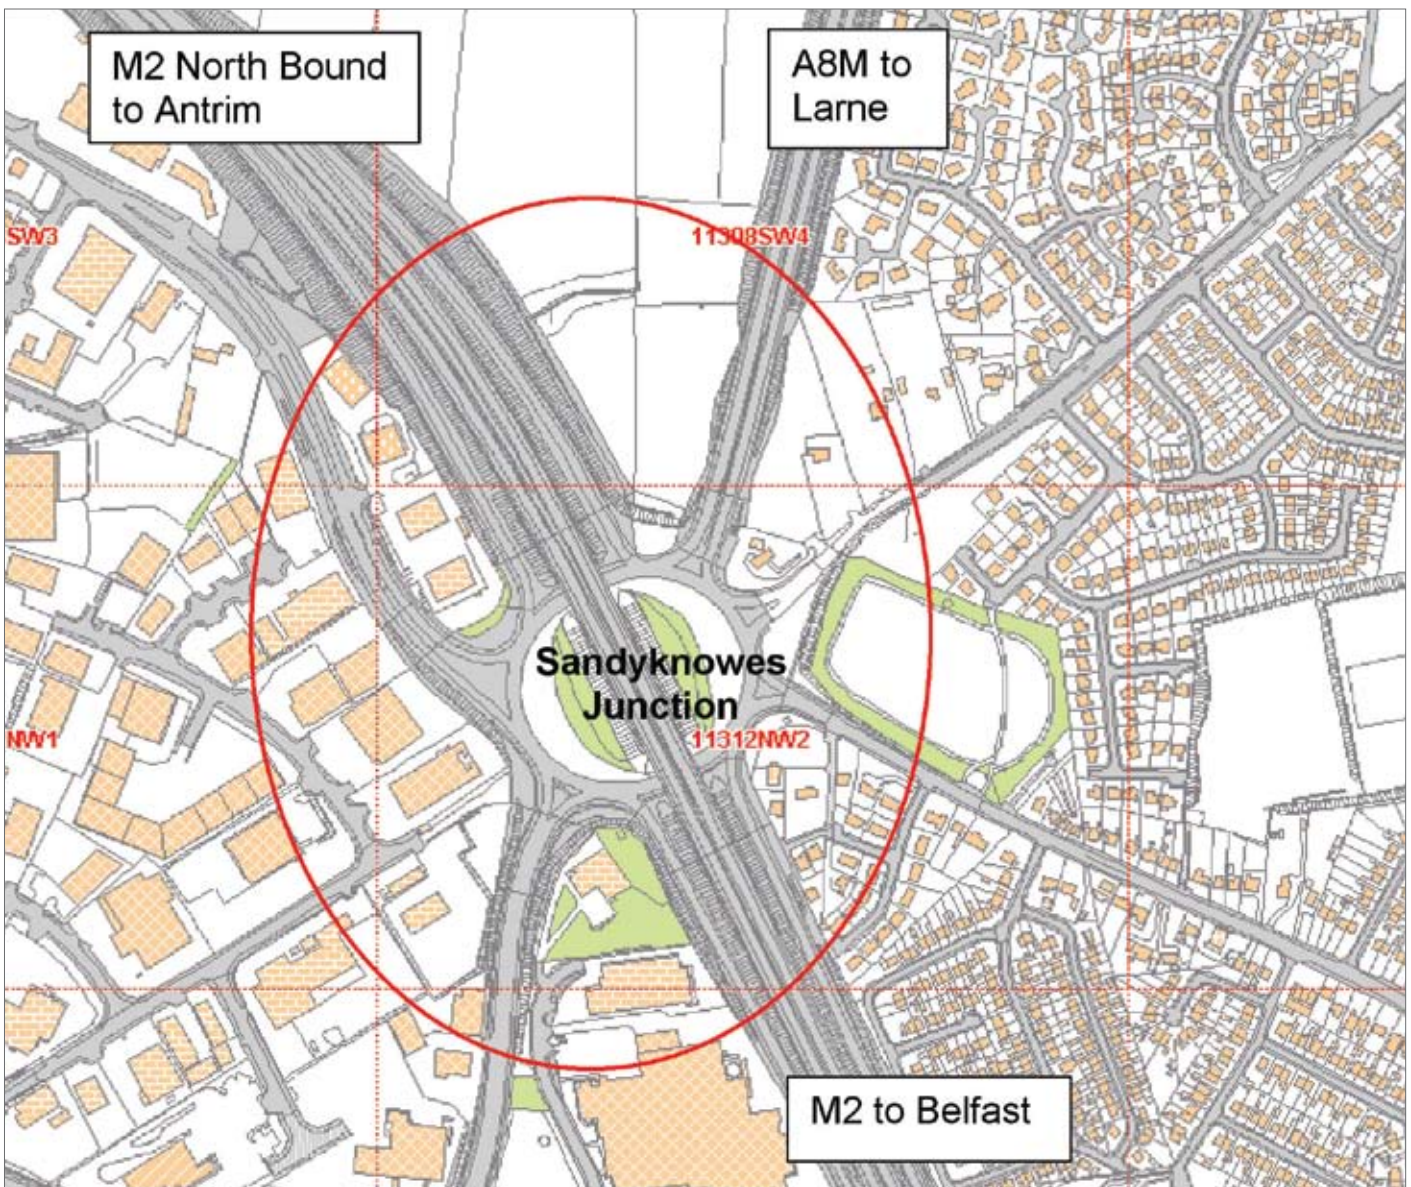 M2 North Bound
to Antrim
A8M to
Larne
SW3
11308SW4
Sandyknowes
Junction
NW1
11312NW2
M2 to Belfast